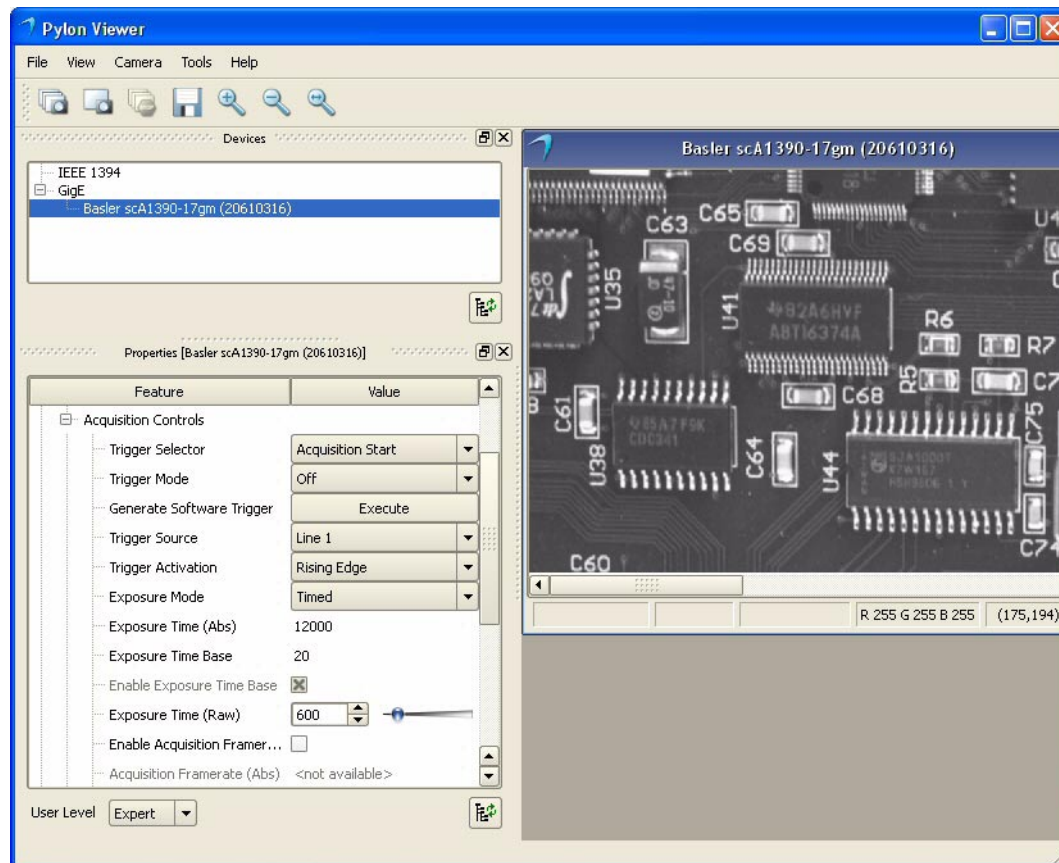 Pylon Viewer
File View Camera Tools Help
Devices
IEEE 1394
GigE
Basler scA1390-17gm (20610316)
Properties [Basler scA1390-17gm (20610316)]
Feature Value
Acquisition Controls
Trigger Selector Acquisition Start
Trigger Mode Off
Generate Software Trigger Execute
Trigger Source Line 1
Trigger Activation Rising Edge
Exposure Mode Timed
Exposure Time (Abs) 12000
Exposure Time Base 20
Enable Exposure Time Base
Exposure Time (Raw) 600
Enable Acquisition Framer...
Acquisition Framerate (Abs) <not available>
User Level Expert
Basler scA1390-17gm (20610316)
C65
C63
C69
U35
U41
82A6HVF
ABT16374A
R6
R7
R5
C68
C61
85A7F9K
CDC341
U38
C64
U44
C75
C74
C60
R 255 G 255 B 255 (175,194)